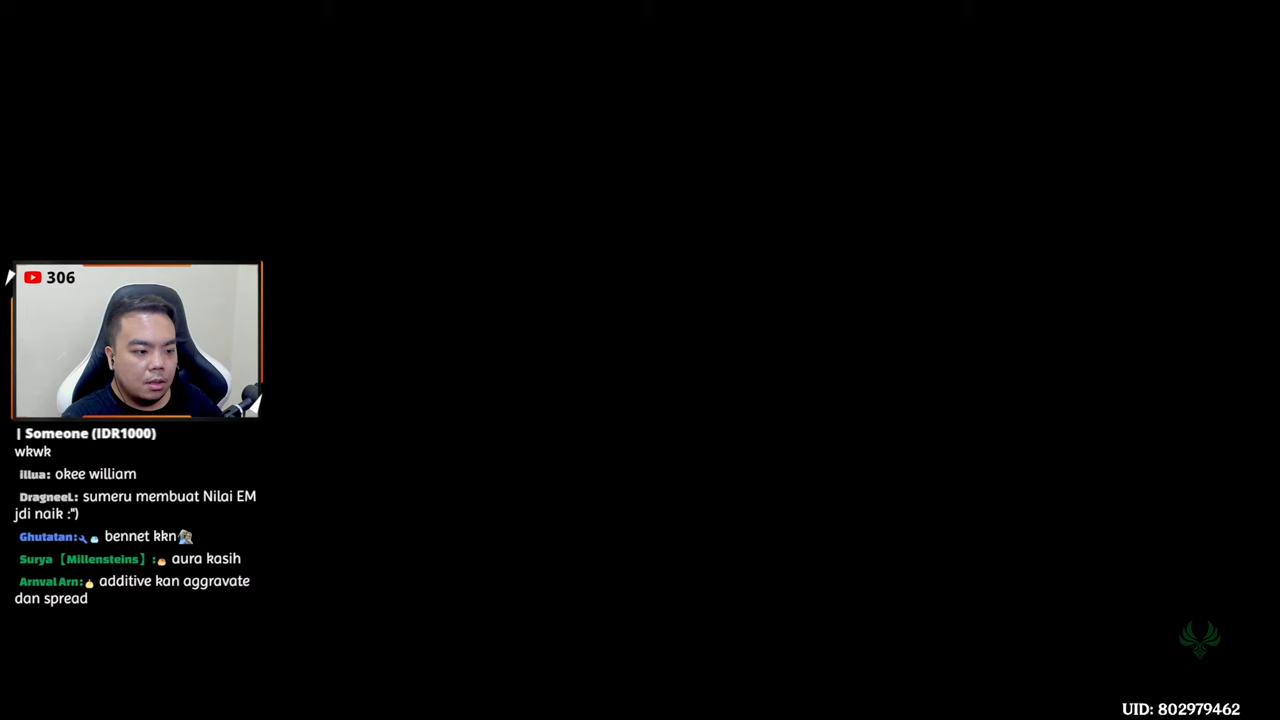 306
| Someone (IDR1000)
wkwk
illua: okee william
DragneeL: sumeru membuat Nilai EM
jdi naik :")
Ghutatan: bennet kkn
Surya【Millensteins】: aura kasih
Arnval Arn: additive kan aggravate
dan spread
UID: 802979462